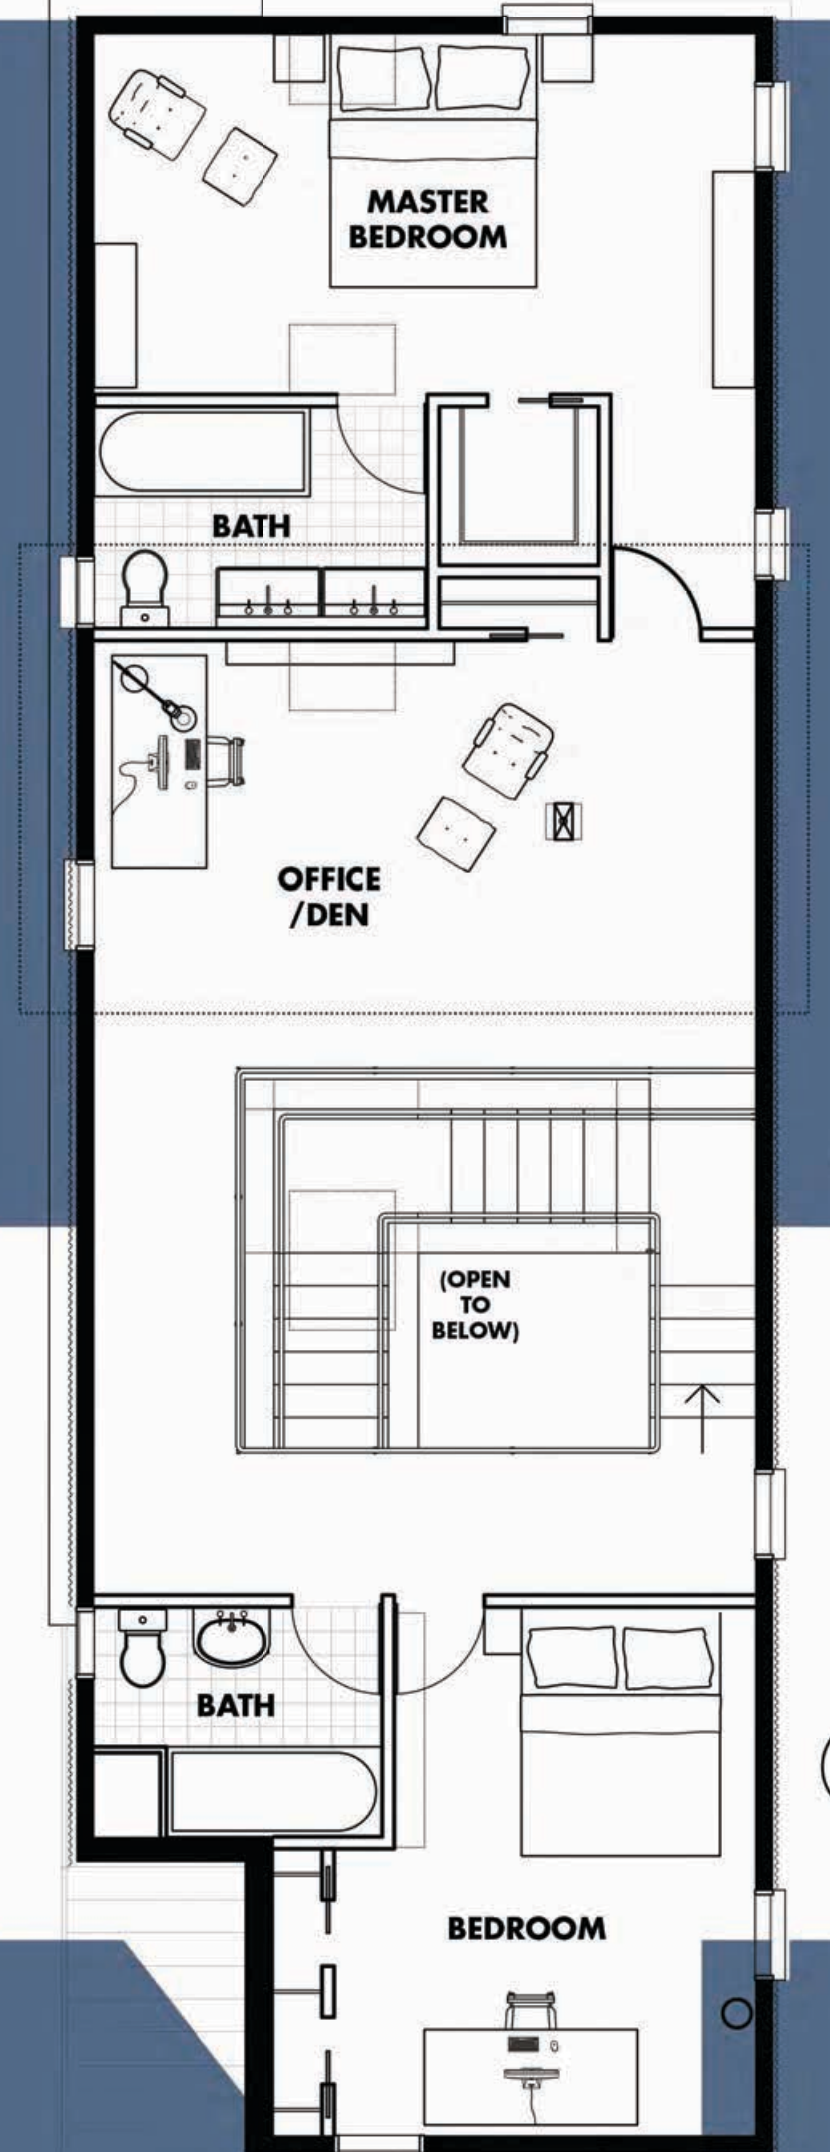 MASTER
BEDROOM
BATH
OFFICE
/DEN
(OPEN
TO
BELOW)
BATH
BEDROOM